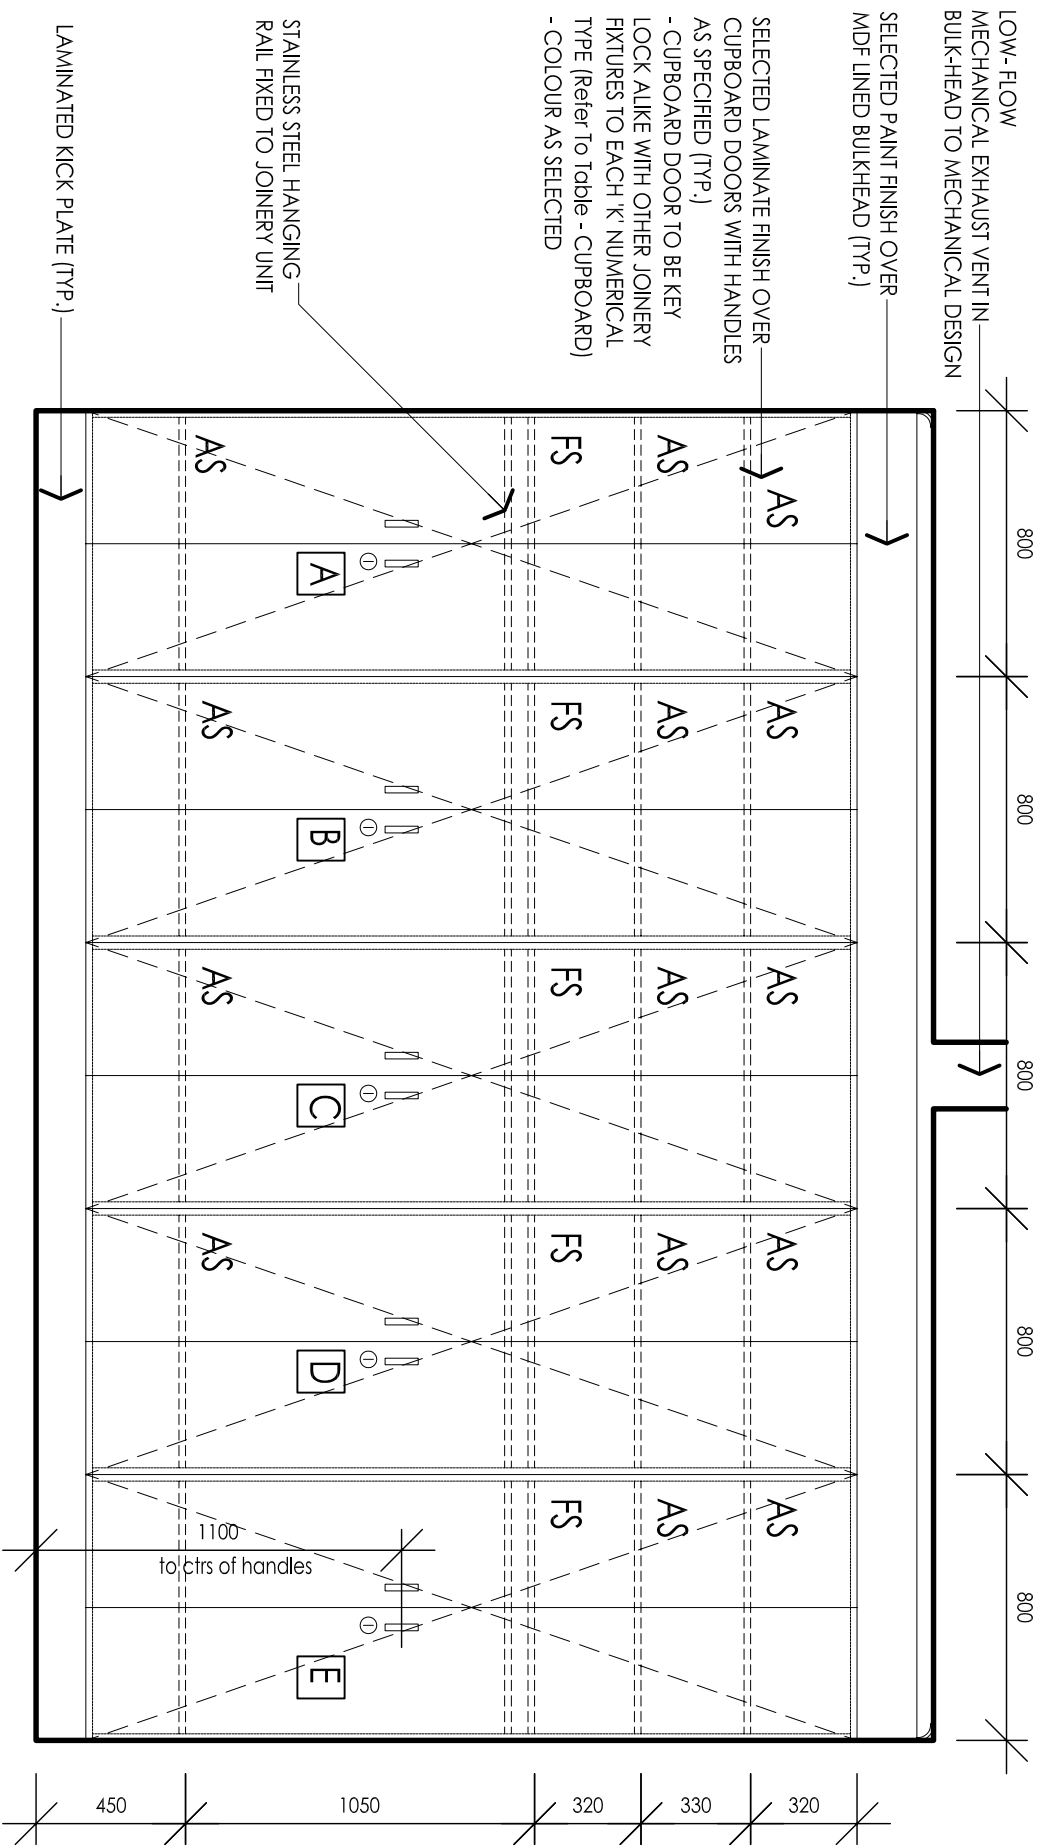 LOW- FLOW
MECHANICAL EXHAUST VENT IN
BULK-HEAD TO MECHANICAL DESIGN
SELECTED PAINT FINISH OVER
MDF LINED BULKHEAD (TYP.)
SELECTED LAMINATE FINISH OVER
CUPBOARD DOORS WITH HANDLES
AS SPECIFIED (TYP.)
- CUPBOARD DOOR TO BE KEY
LOCK ALIKE WITH OTHER JOINERY
FIXTURES TO EACH 'K' NUMERICAL
TYPE (Refer To Table - CUPBOARD)
- COLOUR AS SELECTED
STAINLESS STEEL HANGING
RAIL FIXED TO JOINERY UNIT
LAMINATED KICK PLATE (TYP.)
800
800
800
800
800
AS
AS
AS
AS
AS
AS
AS
AS
AS
AS
FS
FS
FS
FS
FS
AS
AS
AS
AS
A
B
C
D
E
1100
to ctrs of handles
320
330
320
1050
450